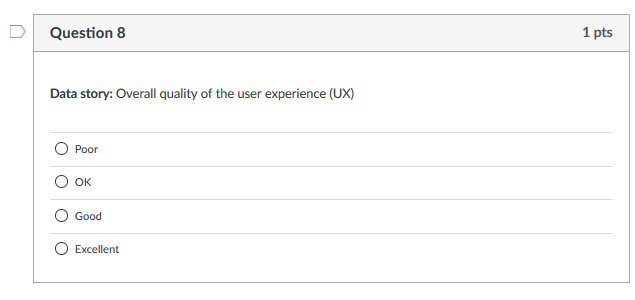 Question 8
1 pts
Data story: Overall quality of the user experience (UX)
Poor
OK
Good
Excellent